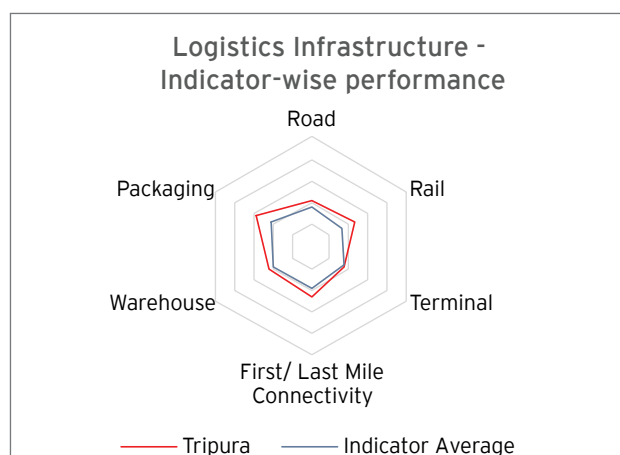 Logistics Infrastructure -
Indicator-wise performance
Road
Packaging
Rail
Warehouse
Terminal
First/ Last Mile
Connectivity
Tripura
Indicator Average